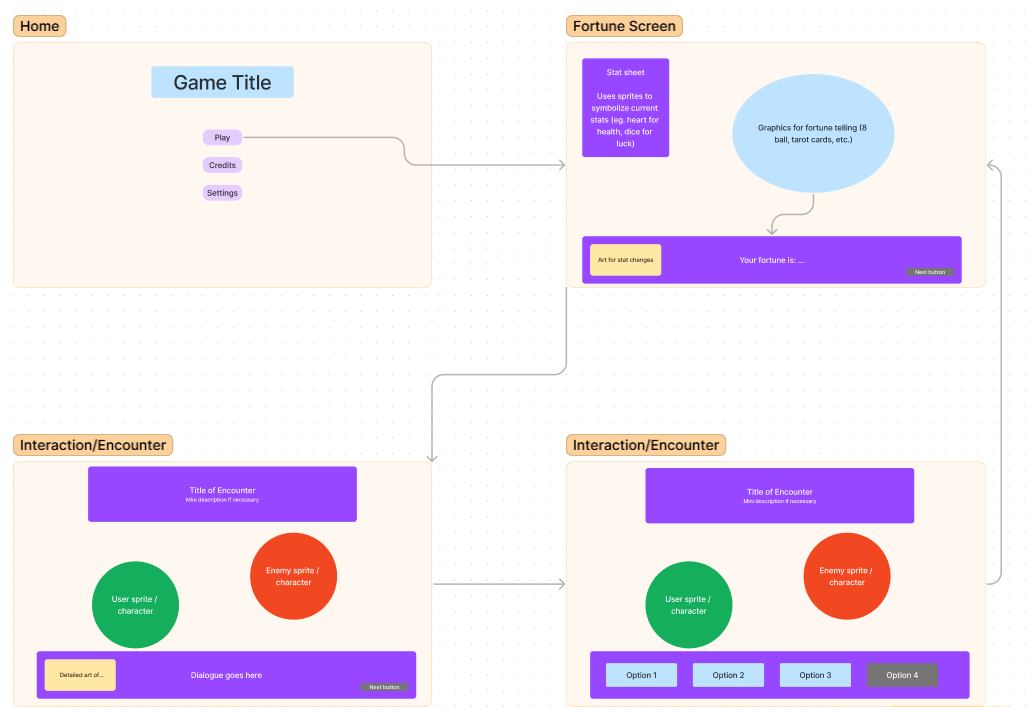 Home
Game Title
Play
Credits
Settings
Fortune Screen
Stat sheet
Uses sprites to
symbolize current
stats (eg. heart for
health, dice for
luck)
Graphics for fortune telling (8
ball, tarot cards, etc.)
Art for stat changes
Your fortune is: ...
Next button
Interaction/Encounter
Title of Encounter
Mini description if necessary
Enemy sprite /
character
User sprite /
character
Detailed art of...
Dialogue goes here
Next button
Interaction/Encounter
Title of Encounter
Mini description if necessary
Enemy sprite /
character
User sprite /
character
Option 1
Option 2
Option 3
Option 4